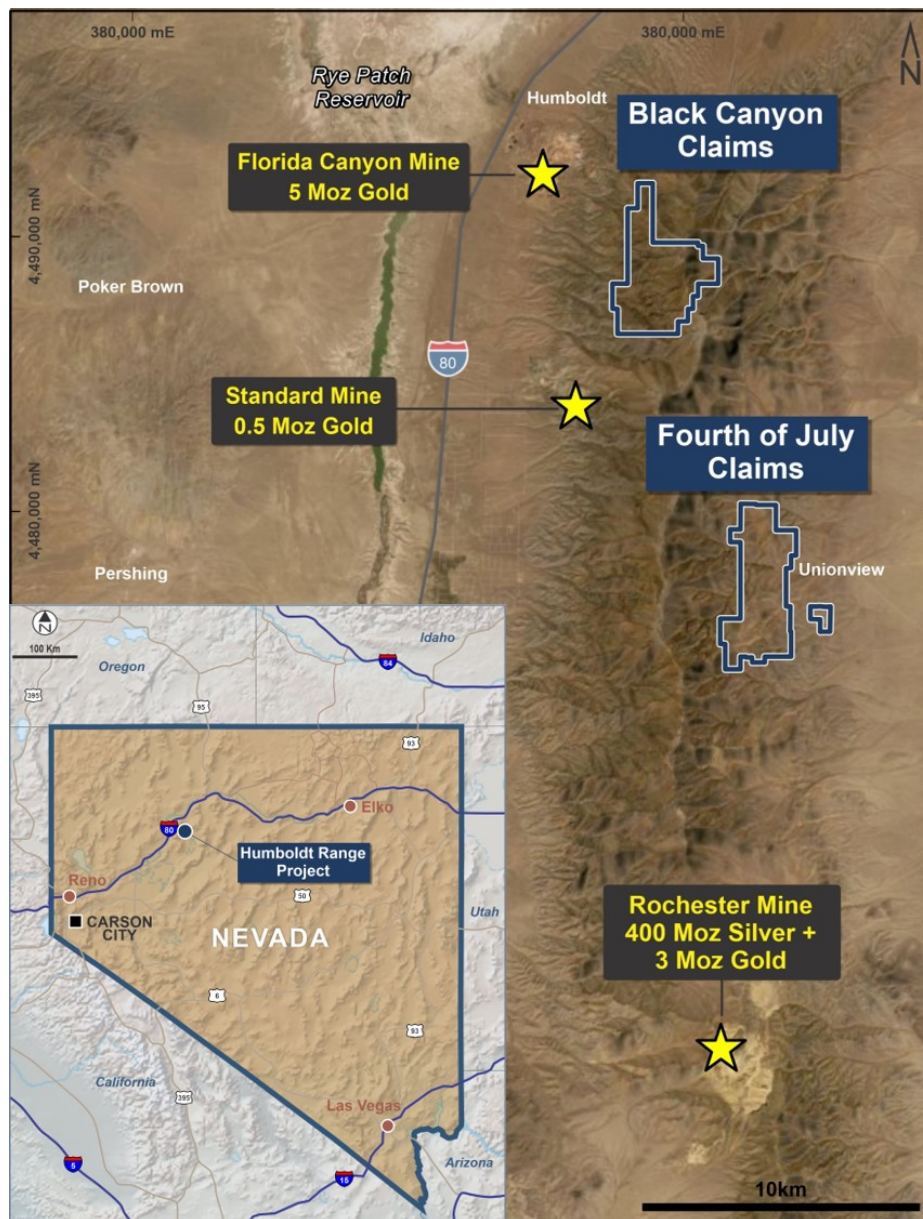 380,000 mE
380,000 mE
N
Rye Patch
Reservoir
Humboldt
Black Canyon
Claims
Florida Canyon Mine
5 Moz Gold
4,490,000 mN
Poker Brown
80
Standard Mine
0.5 Moz Gold
Fourth of July
Claims
4,480,000 mN
Pershing
Unionview
N
100 Km
Oregon
Idaho
84
395
95
93
Elko
80
Humboldt Range
Project
Reno
50
CARSON
CITY
Utah
NEVADA
6
93
California
395
Las Vegas
Arizona
5
15
Rochester Mine
400 Moz Silver +
3 Moz Gold
10km